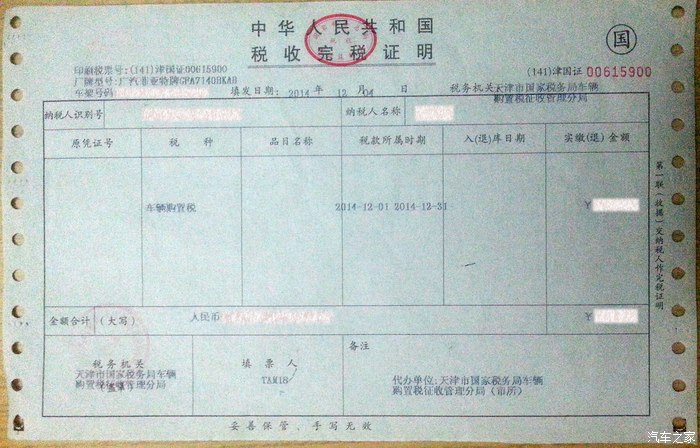 中华人民共和国
税收完税证明
国
印刷税票号:(141)津国证00615900
(141)津国证 00615900
厂牌型号:广汽菲亚特牌GFA7140HKAB
车架号码
填发日期: 2014 年 12 月 04 日
税务机关 天津市国家税务局车辆购置税征收管理分局
纳税人识别号
纳税人名称
原凭证号 税 种 品目名称 税款所属时期 入(退)库日期 实缴(退)金额
车辆购置税 2014-12-01 2014-12-31 ¥
金额合计 (大写) 人民币 ¥
税务机关
天津市国家税务局车辆购置税征收管理分局
(盖章)
填 票 人
TAM18
备注
代办单位:天津市国家税务局车辆购置税征收管理分局(市所)
第一联(收据)交纳税人作完税证明
妥善保管、手写无效
汽车之家